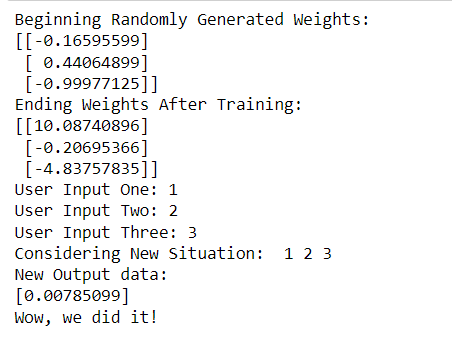 Beginning Randomly Generated Weights:
[[-0.16595599]
 [ 0.44064899]
 [-0.99977125]]
Ending Weights After Training:
[[10.08740896]
 [-0.20695366]
 [-4.83757835]]
User Input One: 1
User Input Two: 2
User Input Three: 3
Considering New Situation:  1 2 3
New Output data:
[0.00785099]
Wow, we did it!